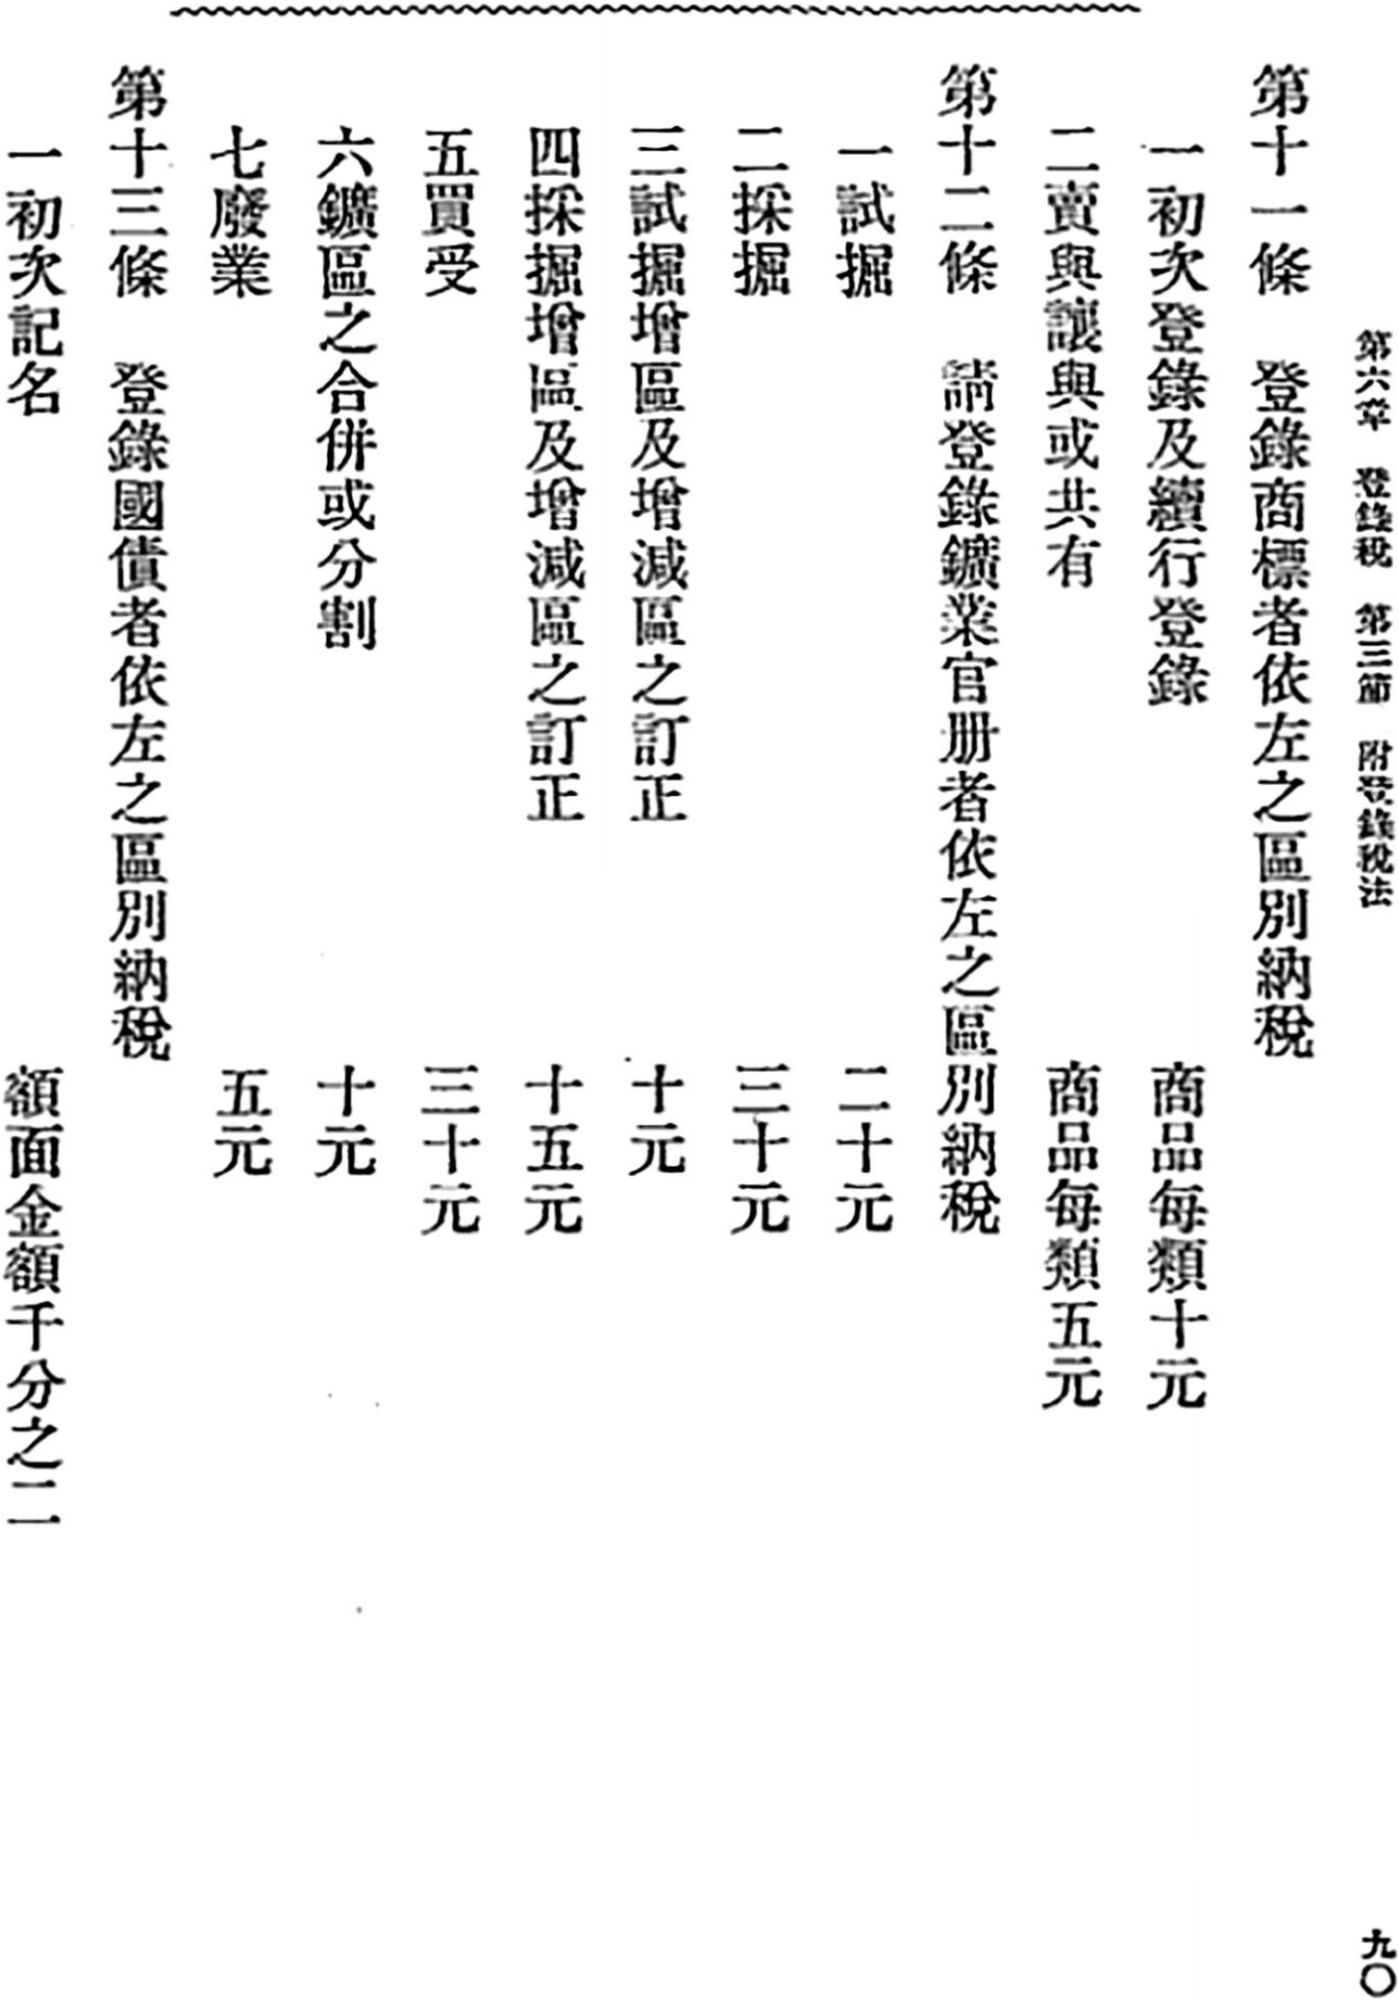 第六章　登錄稅　第三節　附登錄稅法
九〇
第十一條　登錄商標者依左之區別納稅
一初次登錄及續行登錄　商品每類十元
二賣與讓與或共有　商品每類五元
第十二條　請登錄鑛業官册者依左之區別納稅
一試掘　二十元
二採掘　三十元
三試掘增區及增減區之訂正　十元
四採掘增區及增減區之訂正　十五元
五買受　三十元
六鑛區之合併或分割　十元
七廢業　五元
第十三條　登錄國債者依左之區別納稅
一初次記名　額面金額千分之二